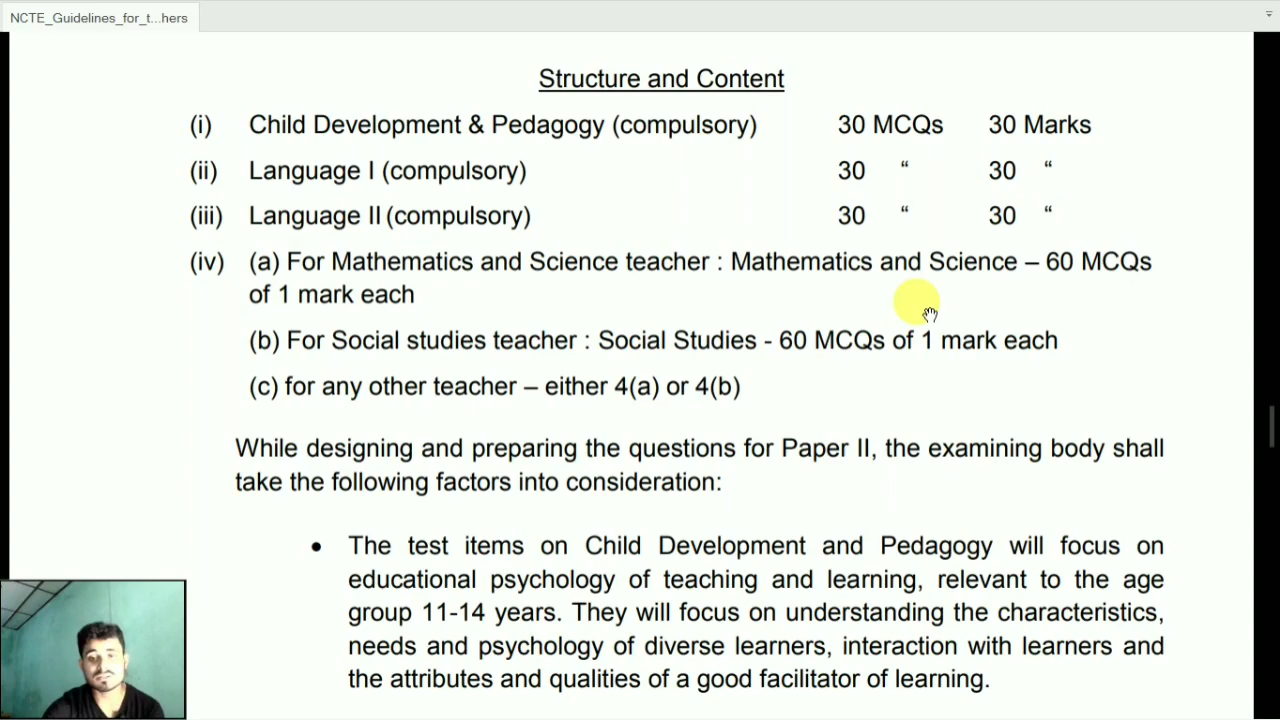 NCTE_Guidelines_for_t...hers
Structure and Content
(i) Child Development & Pedagogy (compulsory) 30 MCQs 30 Marks
(ii) Language I (compulsory) 30 “ 30 “
(iii) Language II (compulsory) 30 “ 30 “
(iv) (a) For Mathematics and Science teacher : Mathematics and Science – 60 MCQs
of 1 mark each
(b) For Social studies teacher : Social Studies - 60 MCQs of 1 mark each
(c) for any other teacher – either 4(a) or 4(b)
While designing and preparing the questions for Paper II, the examining body shall
take the following factors into consideration:
• The test items on Child Development and Pedagogy will focus on
educational psychology of teaching and learning, relevant to the age
group 11-14 years. They will focus on understanding the characteristics,
needs and psychology of diverse learners, interaction with learners and
the attributes and qualities of a good facilitator of learning.